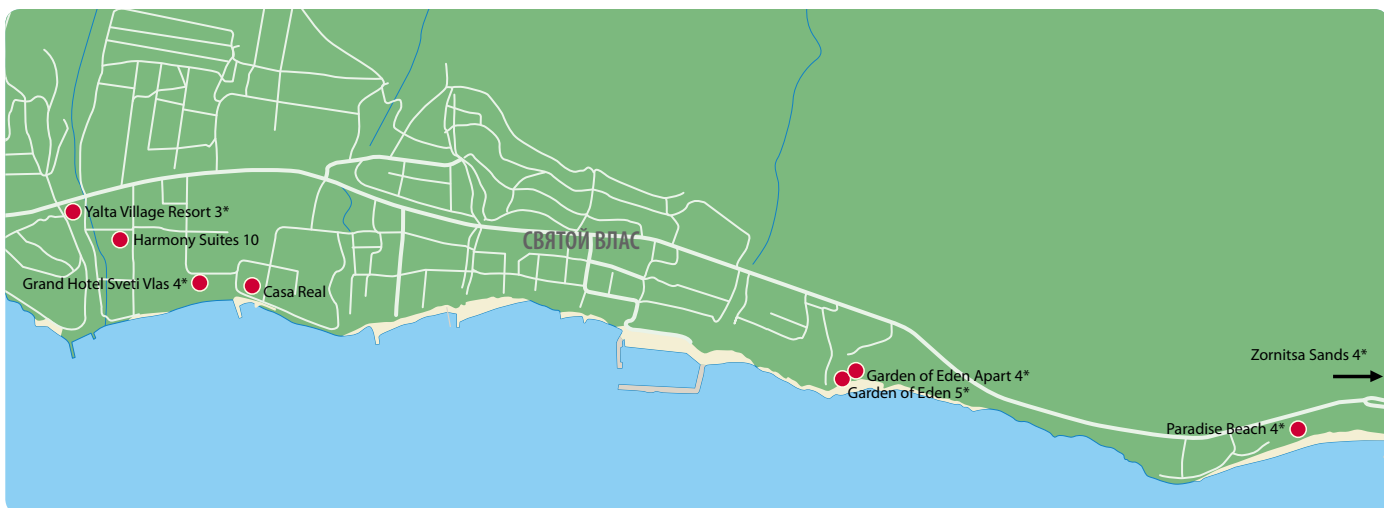 Yalta Village Resort 3*
Harmony Suites 10
СВЯТОЙ ВЛАС
Grand Hotel Sveti Vlas 4*
Casa Real
Zornitsa Sands 4*
Garden of Eden Apart 4*
Garden of Eden 5*
Paradise Beach 4*